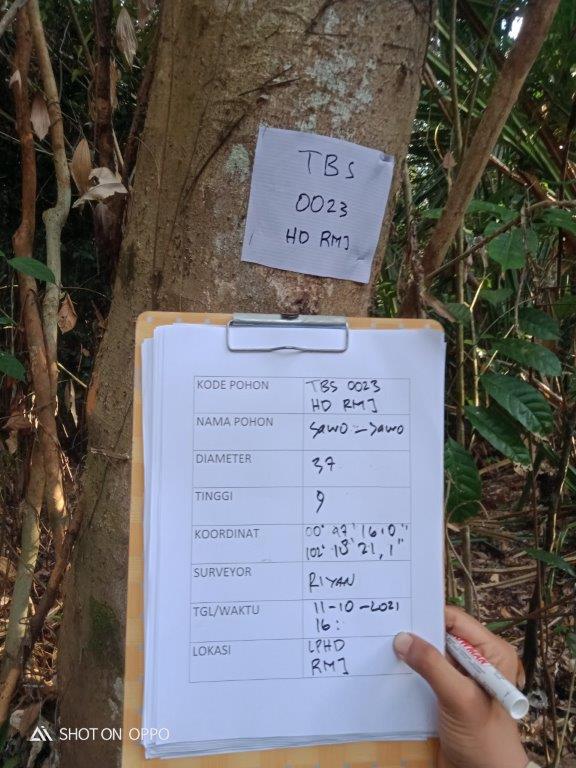 TBS
0023
HD RMJ
KODE POHON TBS 0023
HD RMJ
NAMA POHON SAWO - SAWO
DIAMETER 37
TINGGI 9
KOORDINAT 00° 47' 16.0"
102° 18' 21,1"
SURVEYOR RIYAN
TGL/WAKTU 11-10-2021
16:
LOKASI LPHD
RMJ
SHOT ON OPPO